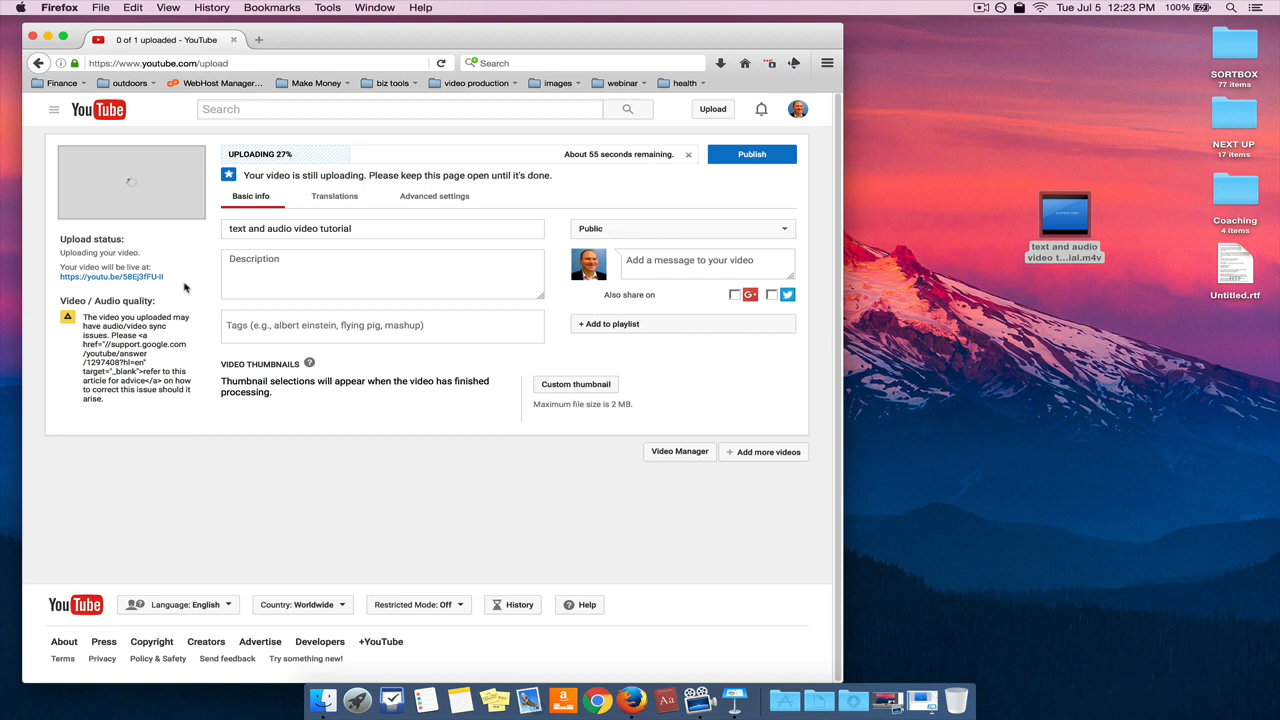 Firefox File Edit View History Bookmarks Tools Window Help
Tue Jul 5 12:23 PM 100%
0 of 1 uploaded - YouTube
https://www.youtube.com/upload
Search
Finance
outdoors
WebHost Manager...
Make Money
biz tools
video production
images
webinar
health
YouTube
Search
Upload
UPLOADING 27%
About 55 seconds remaining.
Publish
Your video is still uploading. Please keep this page open until it's done.
Basic info
Translations
Advanced settings
text and audio video tutorial
Description
Tags (e.g., albert einstein, flying pig, mashup)
Public
Add a message to your video
Also share on
G+
+ Add to playlist
Upload status:
Uploading your video.
Your video will be live at:
https://youtu.be/58Ej3fFU-II
Video / Audio quality:
The video you uploaded may
have audio/video sync
issues. Please <a
href="//support.google.com
/youtube/answer
/1297408?hl=en"
target="_blank">refer to this
article for advice</a> on how
to correct this issue should it
arise.
VIDEO THUMBNAILS ?
Thumbnail selections will appear when the video has finished
processing.
Custom thumbnail
Maximum file size is 2 MB.
Video Manager
+ Add more videos
YouTube
Language: English
Country: Worldwide
Restricted Mode: Off
History
Help
About Press Copyright Creators Advertise Developers +YouTube
Terms Privacy Policy & Safety Send feedback Try something new!
text and audio
video t...ial.m4v
SORTBOX
77 items
NEXT UP
17 items
Coaching
4 items
Untitled.rtf